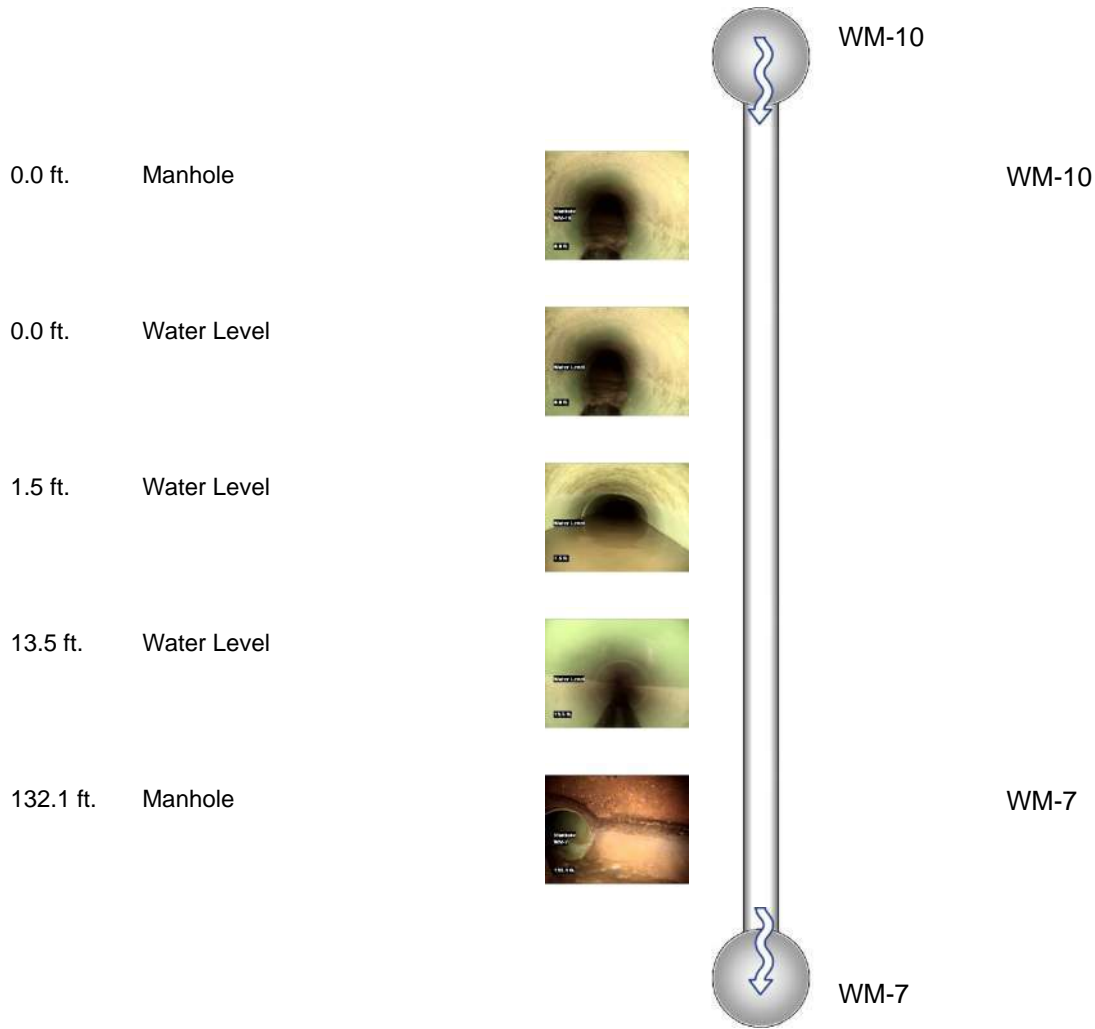 WM-10
0.0 ft. Manhole WM-10
0.0 ft. Water Level
1.5 ft. Water Level
13.5 ft. Water Level
132.1 ft. Manhole WM-7
WM-7